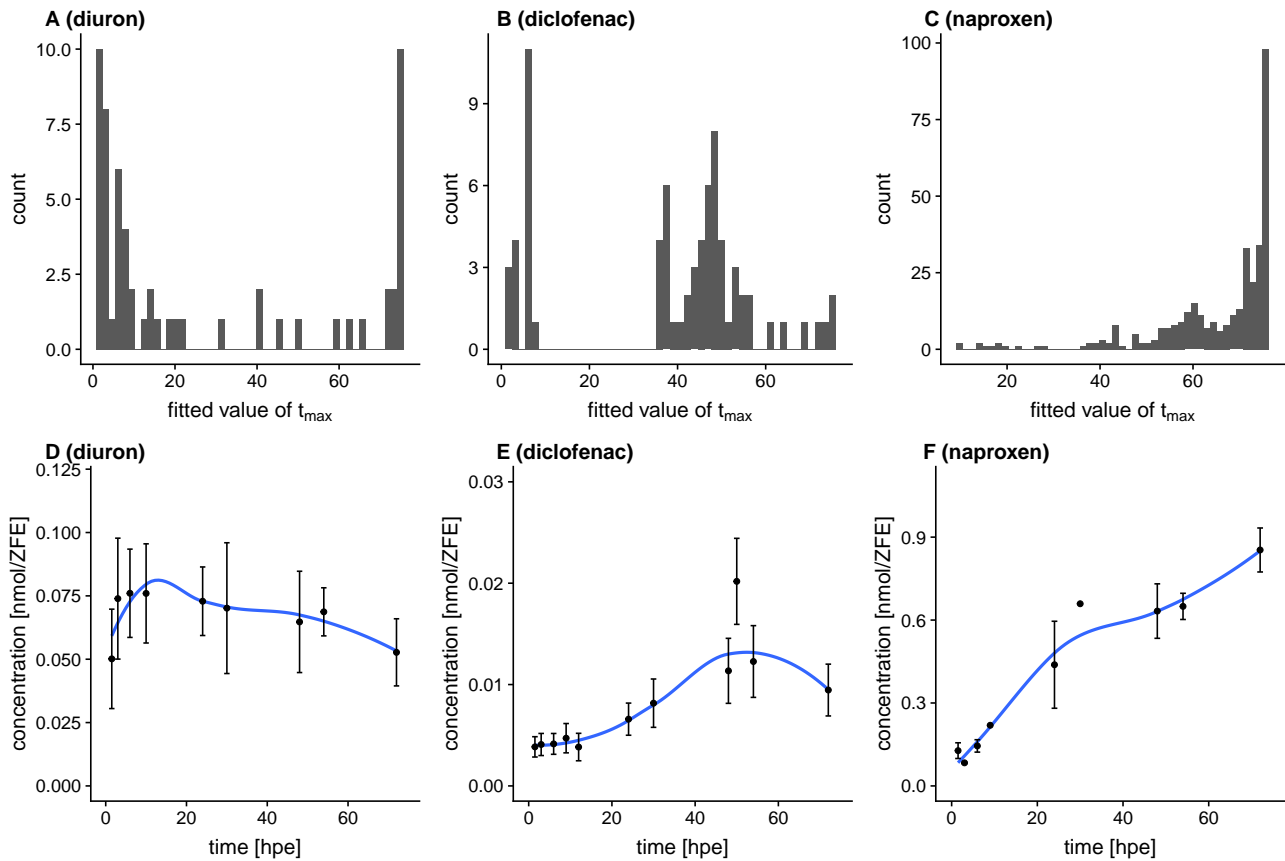 A (diuron)
10.0
7.5
5.0
2.5
0.0
count
0 20 40 60
fitted value of tmax
B (diclofenac)
9
6
3
0
count
0 20 40 60
fitted value of tmax
C (naproxen)
100
75
50
25
0
count
20 40 60
fitted value of tmax
D (diuron)
0.125
0.100
0.075
0.050
0.025
0.000
concentration [nmol/ZFE]
0 20 40 60
time [hpe]
E (diclofenac)
0.03
0.02
0.01
0.00
concentration [nmol/ZFE]
0 20 40 60
time [hpe]
F (naproxen)
0.9
0.6
0.3
0.0
concentration [nmol/ZFE]
0 20 40 60
time [hpe]